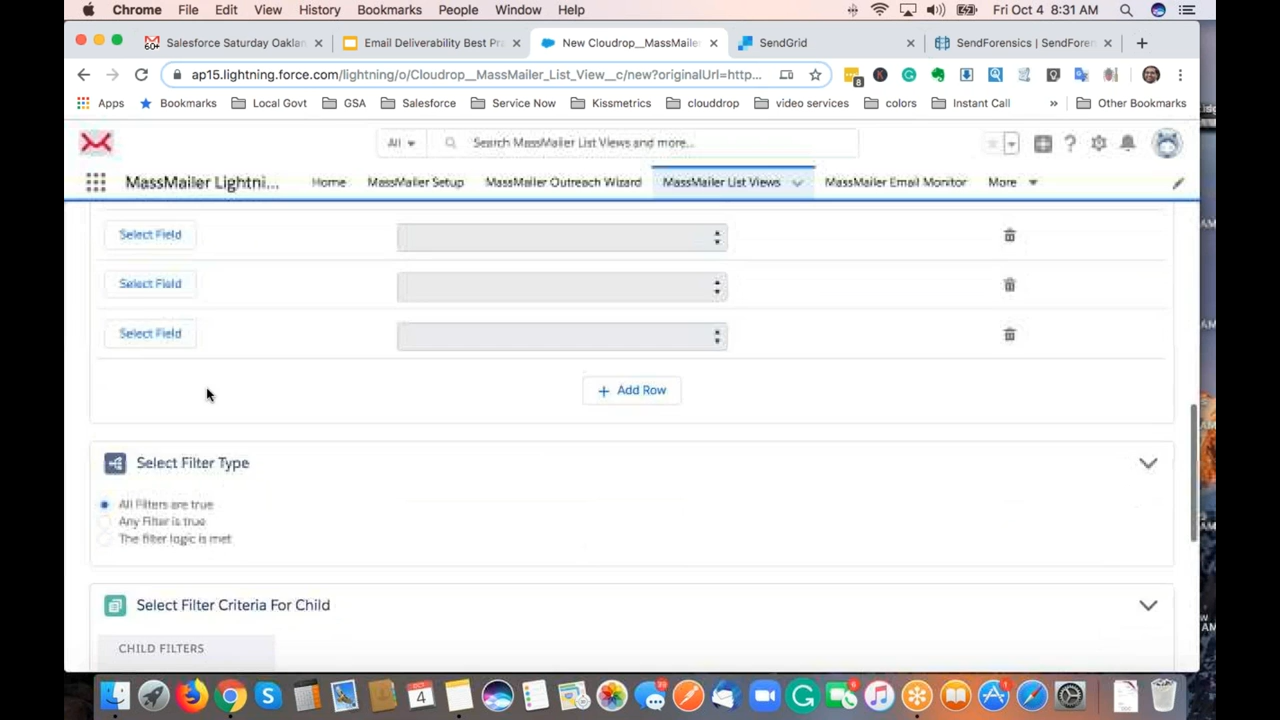 Chrome File Edit View History Bookmarks People Window Help Fri Oct 4 8:31 AM
60+ Salesforce Saturday Oaklan Email Deliverability Best Pra New Cloudrop__MassMaile SendGrid SendForensics | SendForen
ap15.lightning.force.com/lightning/o/Cloudrop__MassMailer_List_View__c/new?originalUrl=http... 8
Apps Bookmarks Local Govt GSA Salesforce Service Now Kissmetrics clouddrop video services colors Instant Call » Other Bookmarks
All Search MassMailer List Views and more...
MassMailer Lightni... Home MassMailer Setup MassMailer Outreach Wizard MassMailer List Views MassMailer Email Monitor More
Select Field
Select Field
Select Field
+ Add Row
Select Filter Type
All Filters are true
Any Filter is true
The filter logic is met
Select Filter Criteria For Child
CHILD FILTERS